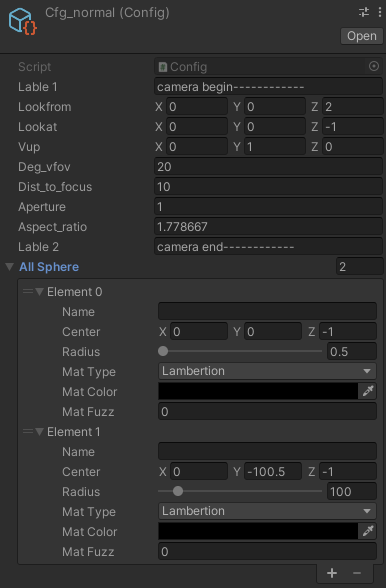 Cfg_normal (Config)
Open
Script Config
Lable 1 camera begin------------
Lookfrom X 0 Y 0 Z 2
Lookat X 0 Y 0 Z -1
Vup X 0 Y 1 Z 0
Deg_vfov 20
Dist_to_focus 10
Aperture 1
Aspect_ratio 1.778667
Lable 2 camera end------------
All Sphere 2
Element 0
Name
Center X 0 Y 0 Z -1
Radius 0.5
Mat Type Lambertion
Mat Color
Mat Fuzz 0
Element 1
Name
Center X 0 Y -100.5 Z -1
Radius 100
Mat Type Lambertion
Mat Color
Mat Fuzz 0